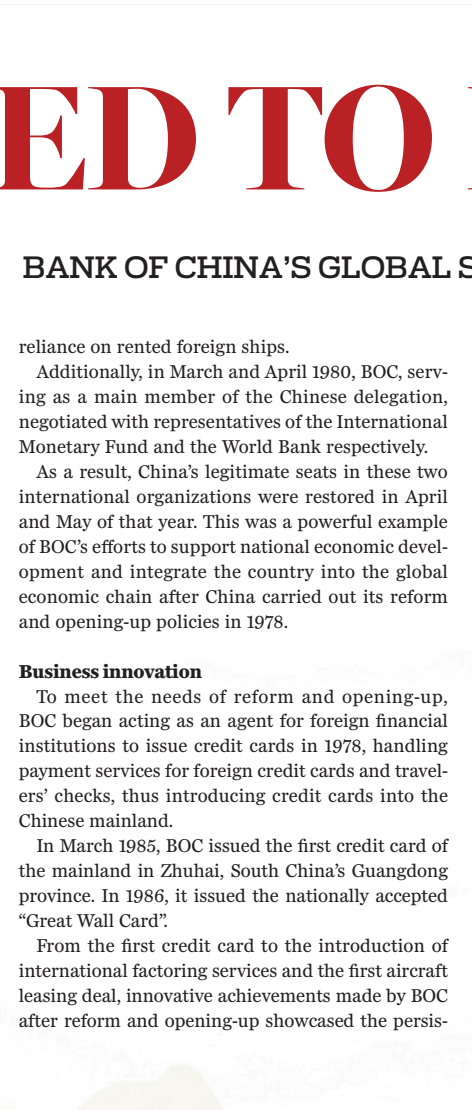 ED TO
BANK OF CHINA'S GLOBAL S
reliance on rented foreign ships.
Additionally, in March and April 1980, BOC, serv-
ing as a main member of the Chinese delegation,
negotiated with representatives of the International
Monetary Fund and the World Bank respectively.
As a result, China's legitimate seats in these two
international organizations were restored in April
and May of that year. This was a powerful example
of BOC's efforts to support national economic devel-
opment and integrate the country into the global
economic chain after China carried out its reform
and opening-up policies in 1978.
Business innovation
To meet the needs of reform and opening-up,
BOC began acting as an agent for foreign financial
institutions to issue credit cards in 1978, handling
payment services for foreign credit cards and travel-
ers' checks, thus introducing credit cards into the
Chinese mainland.
In March 1985, BOC issued the first credit card of
the mainland in Zhuhai, South China's Guangdong
province. In 1986, it issued the nationally accepted
“Great Wall Card”.
From the first credit card to the introduction of
international factoring services and the first aircraft
leasing deal, innovative achievements made by BOC
after reform and opening-up showcased the persis-